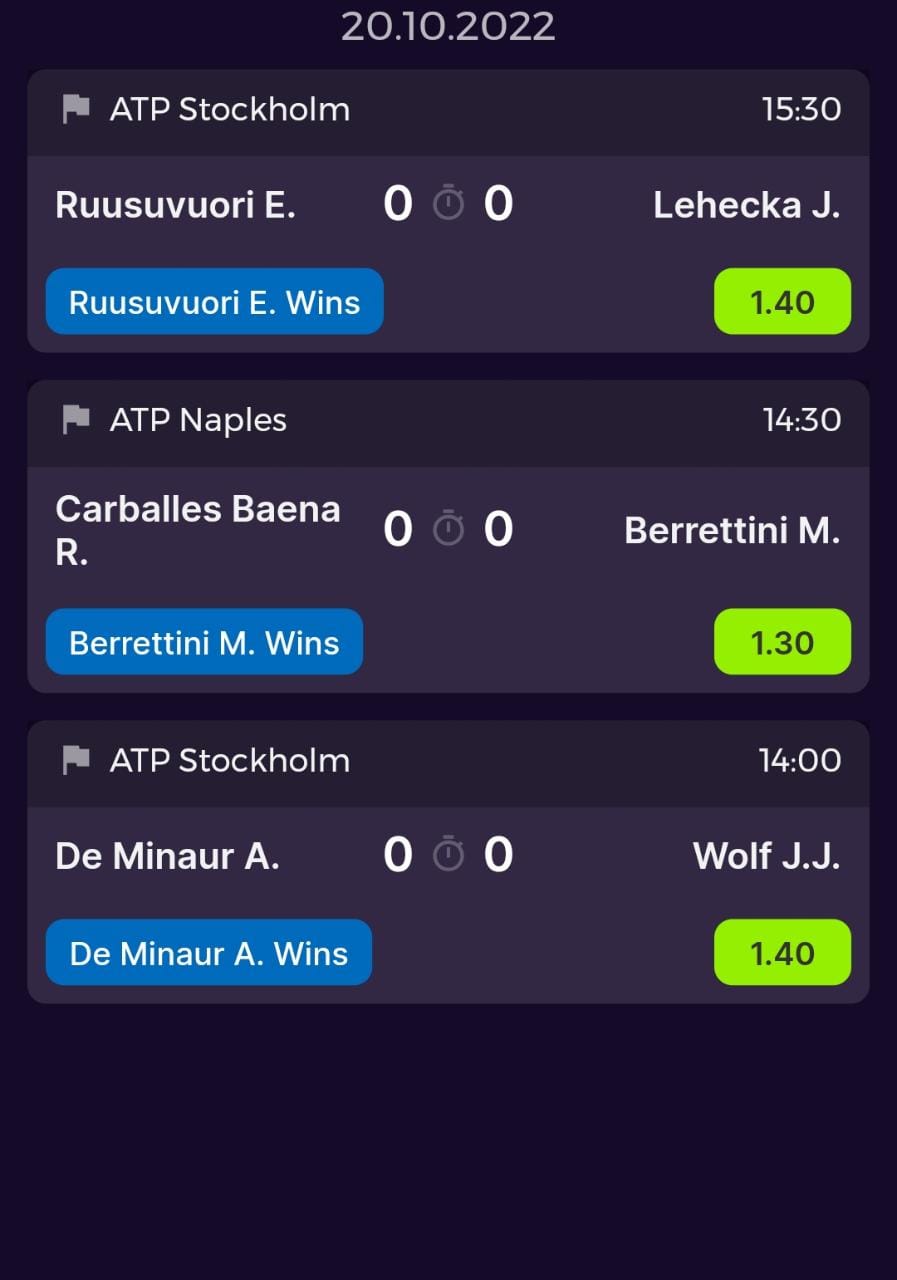 20.10.2022
ATP Stockholm 15:30
Ruusuvuori E. 0 0 Lehecka J.
Ruusuvuori E. Wins 1.40
ATP Naples 14:30
Carballes Baena
R. 0 0 Berrettini M.
Berrettini M. Wins 1.30
ATP Stockholm 14:00
De Minaur A. 0 0 Wolf J.J.
De Minaur A. Wins 1.40